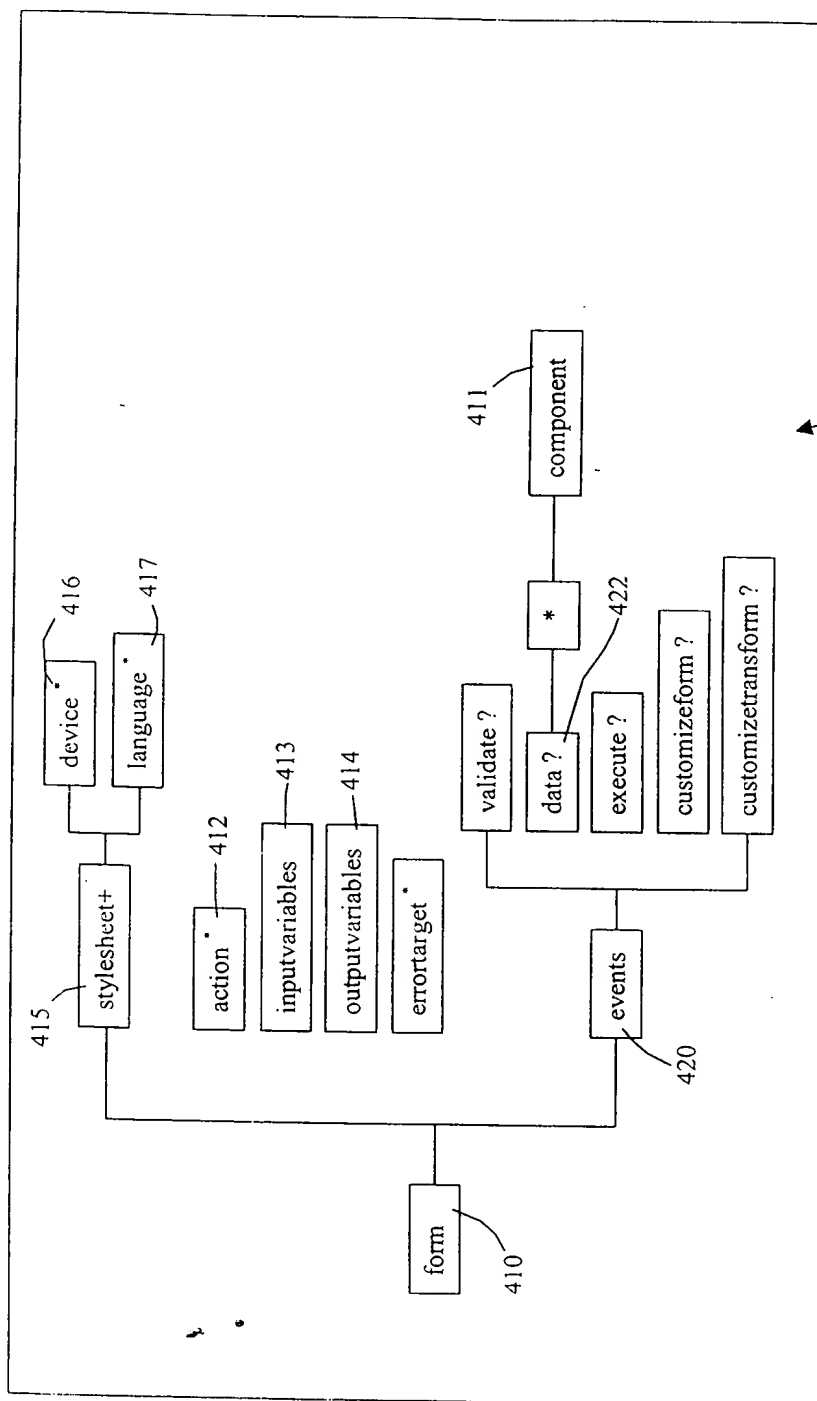 415
stylesheet+
device*
416
language*
417
action*
412
inputvariables
413
outputvariables
414
errortarget*
form
410
events
420
validate ?
data ?
422
*
component
411
execute ?
customizeform ?
customizetransform ?